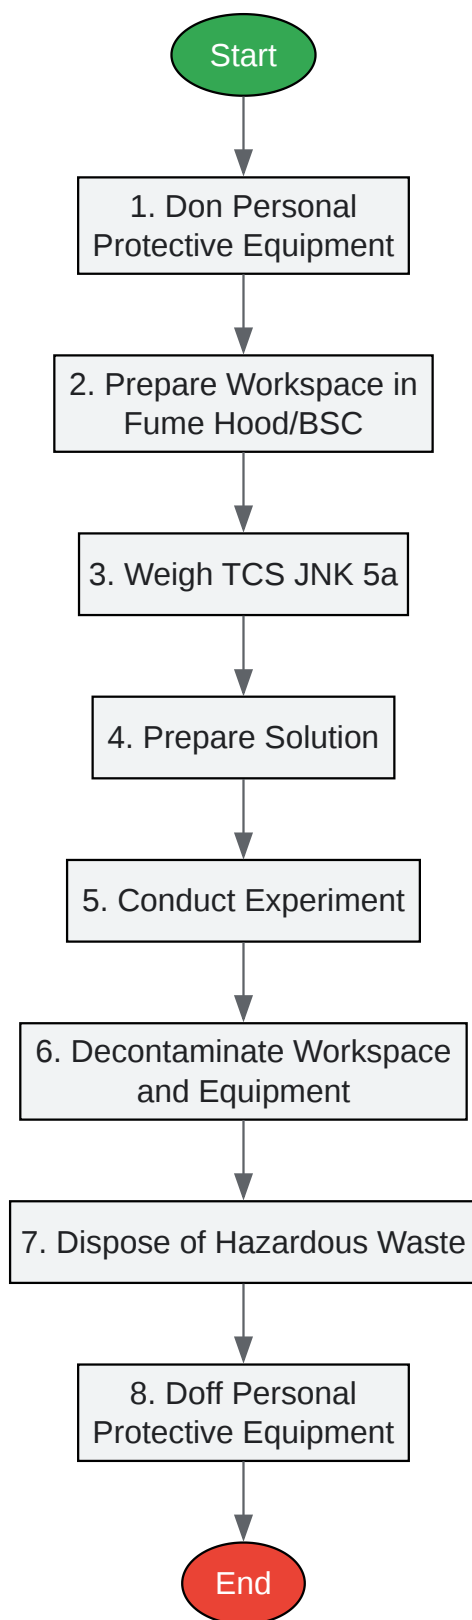 Start
1. Don Personal
Protective Equipment
2. Prepare Workspace in
Fume Hood/BSC
3. Weigh TCS JNK 5a
4. Prepare Solution
5. Conduct Experiment
6. Decontaminate Workspace
and Equipment
7. Dispose of Hazardous Waste
8. Doff Personal
Protective Equipment
End